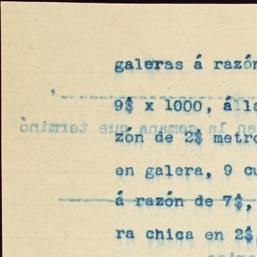 galeras á razón
9$ x 1000, á la
zón de 2$ metro
en galera, 9 cu
á razón de 7$,
ra chica en 2$,